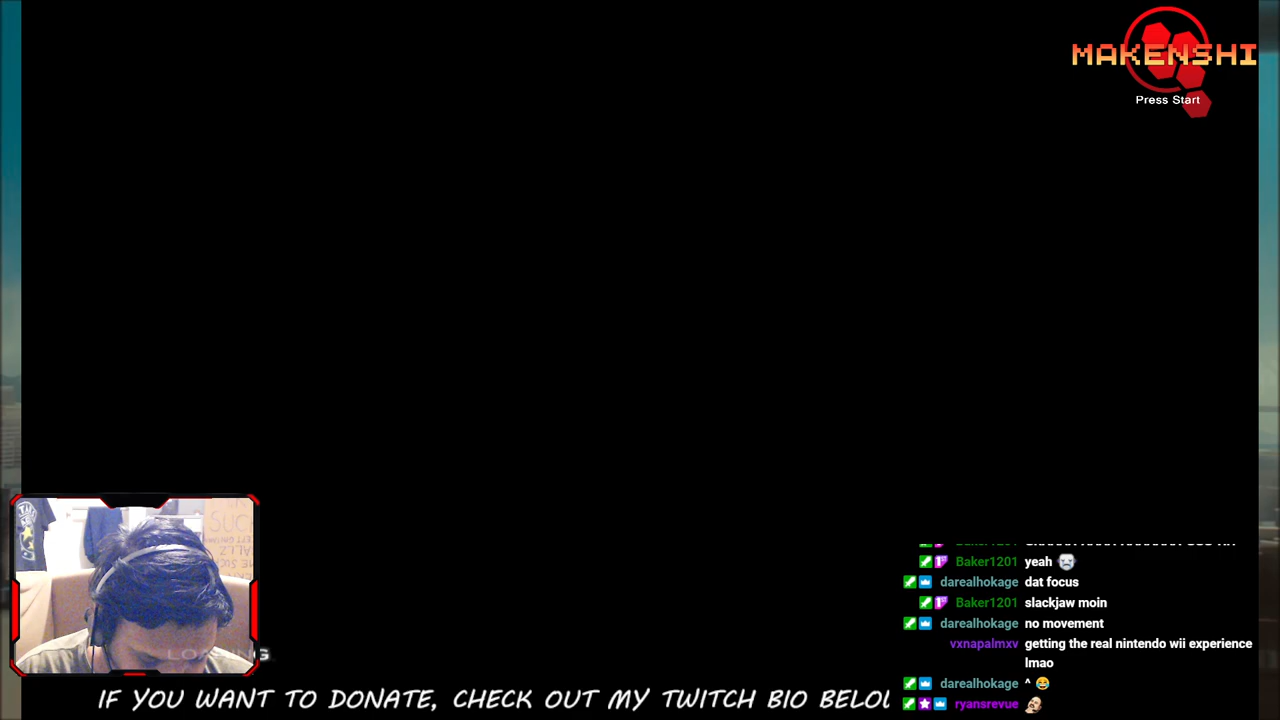 MAKENSHI
Press Start
Baker1201 yeah
darealhokage dat focus
Baker1201 slackjaw moin
darealhokage no movement
vxnapalmxv getting the real nintendo wii experience
lmao
darealhokage ^
ryansrevue
LOADING
IF YOU WANT TO DONATE, CHECK OUT MY TWITCH BIO BELO